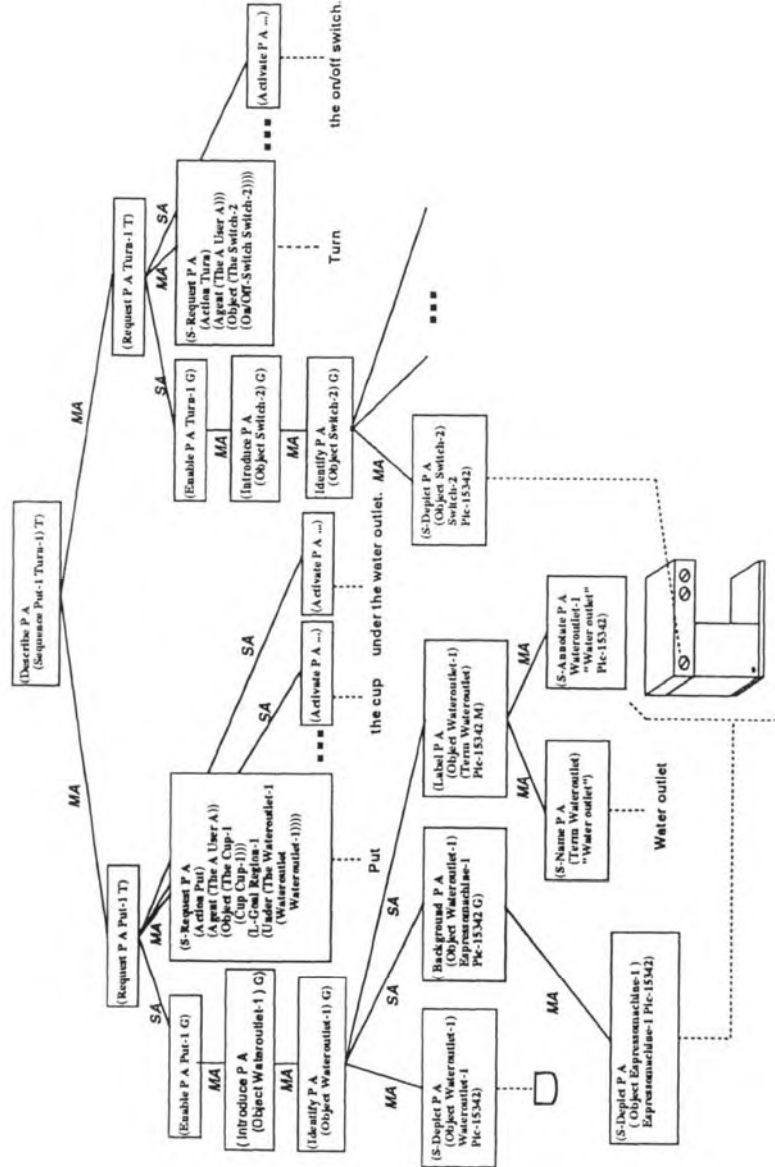 (Describe P A
(Sequence Put-1 Turn-1) T)
MA
MA
(Request P A Put-1 T)
(Request P A Turn-1 T)
SA
MA
SA
MA
SA
(Enable P A Put-1 G)
MA
( Introduce P A
(Object Wateroutlet-1 ) G)
MA
(Identify P A
(Object Wateroutlet-1) G)
(S-Request P A
(Action Put)
(Agent (The A User A))
(Object (The Cup-1
(Cup Cup-1)))
(L-Goal Region-1
(Under (The Wateroutlet-1
(Wateroutlet
Wateroutlet-1))))
Put
SA
SA
(Activate P A ...)
(Activate P A ...)
the cup
under the water outlet.
(Enable P A Turn-1 G)
MA
(Introduce P A
(Object Switch-2) G)
MA
(Identify P A
(Object Switch-2) G)
(S-Request P A
(Action Turn)
(Agent (The A User A)))
(Object (The Switch-2
(On/Off-Switch Switch-2))))
Turn
(Activate P A ...)
the on/off switch.
MA
SA
SA
MA
(S-Depict P A
(Object Wateroutlet-1)
Wateroutlet-1
Pic-15342)
( Background P A
(Object Wateroutlet-1)
Expressomachine-1
Pic-15342 G)
(Label P A
(Object Wateroutlet-1)
(Term Wateroutlet)
Pic-15342 M)
(S-Depict P A
(Object Switch-2)
Switch-2
Pic-15342)
MA
MA
MA
(S-Depict P A
( Object Expressomachine-1 )
Expressomachine-1 Pic-15342)
(S-Name P A
(Term Wateroutlet)
"Water outlet")
(S-Annotate P A
Wateroutlet-1
"Water outlet"
Pic-15342)
Water outlet